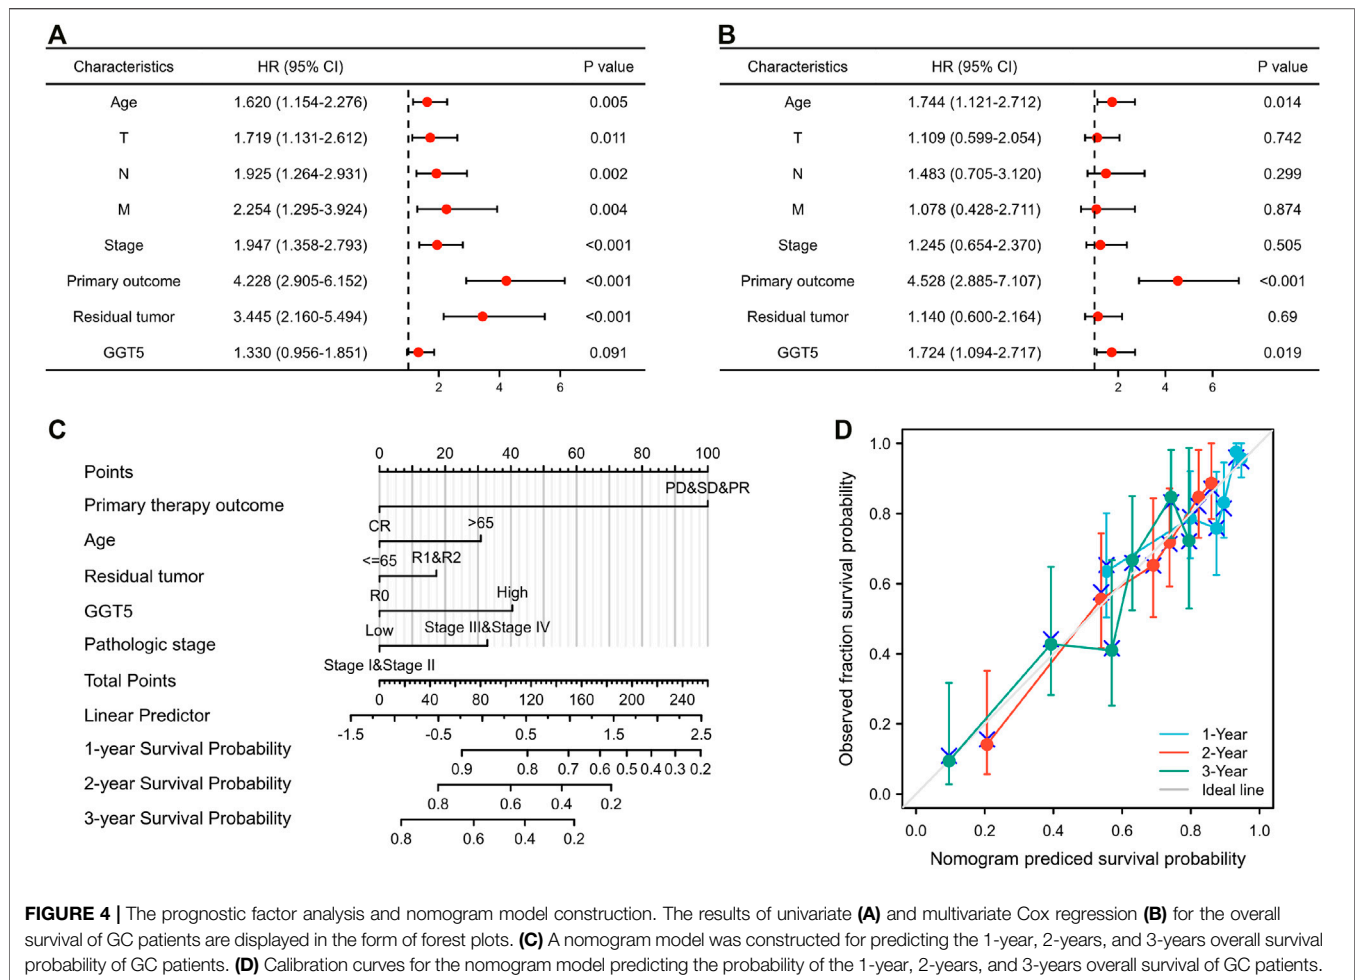 A
Characteristics HR (95% CI) P value
Age 1.620 (1.154-2.276) 0.005
T 1.719 (1.131-2.612) 0.011
N 1.925 (1.264-2.931) 0.002
M 2.254 (1.295-3.924) 0.004
Stage 1.947 (1.358-2.793) <0.001
Primary outcome 4.228 (2.905-6.152) <0.001
Residual tumor 3.445 (2.160-5.494) <0.001
GGT5 1.330 (0.956-1.851) 0.091
2 4 6
B
Characteristics HR (95% CI) P value
Age 1.744 (1.121-2.712) 0.014
T 1.109 (0.599-2.054) 0.742
N 1.483 (0.705-3.120) 0.299
M 1.078 (0.428-2.711) 0.874
Stage 1.245 (0.654-2.370) 0.505
Primary outcome 4.528 (2.885-7.107) <0.001
Residual tumor 1.140 (0.600-2.164) 0.69
GGT5 1.724 (1.094-2.717) 0.019
2 4 6
C
0 20 40 60 80 100
Points
PD&SD&PR
Primary therapy outcome
CR >65
Age
<=65 R1&R2
Residual tumor
R0 High
GGT5
Low Stage III&Stage IV
Pathologic stage
Stage I&Stage II
Total Points
0 40 80 120 160 200 240
Linear Predictor
-1.5 -0.5 0.5 1.5 2.5
1-year Survival Probability
0.9 0.8 0.7 0.6 0.5 0.4 0.3 0.2
2-year Survival Probability
0.8 0.6 0.4 0.2
3-year Survival Probability
0.8 0.6 0.4 0.2
D
Observed fraction survival probability
1.0
0.8
0.6
0.4
0.2
0.0
1-Year
2-Year
3-Year
Ideal line
0.0 0.2 0.4 0.6 0.8 1.0
Nomogram prediced survival probability
FIGURE 4 | The prognostic factor analysis and nomogram model construction. The results of univariate (A) and multivariate Cox regression (B) for the overall
survival of GC patients are displayed in the form of forest plots. (C) A nomogram model was constructed for predicting the 1-year, 2-years, and 3-years overall survival
probability of GC patients. (D) Calibration curves for the nomogram model predicting the probability of the 1-year, 2-years, and 3-years overall survival of GC patients.